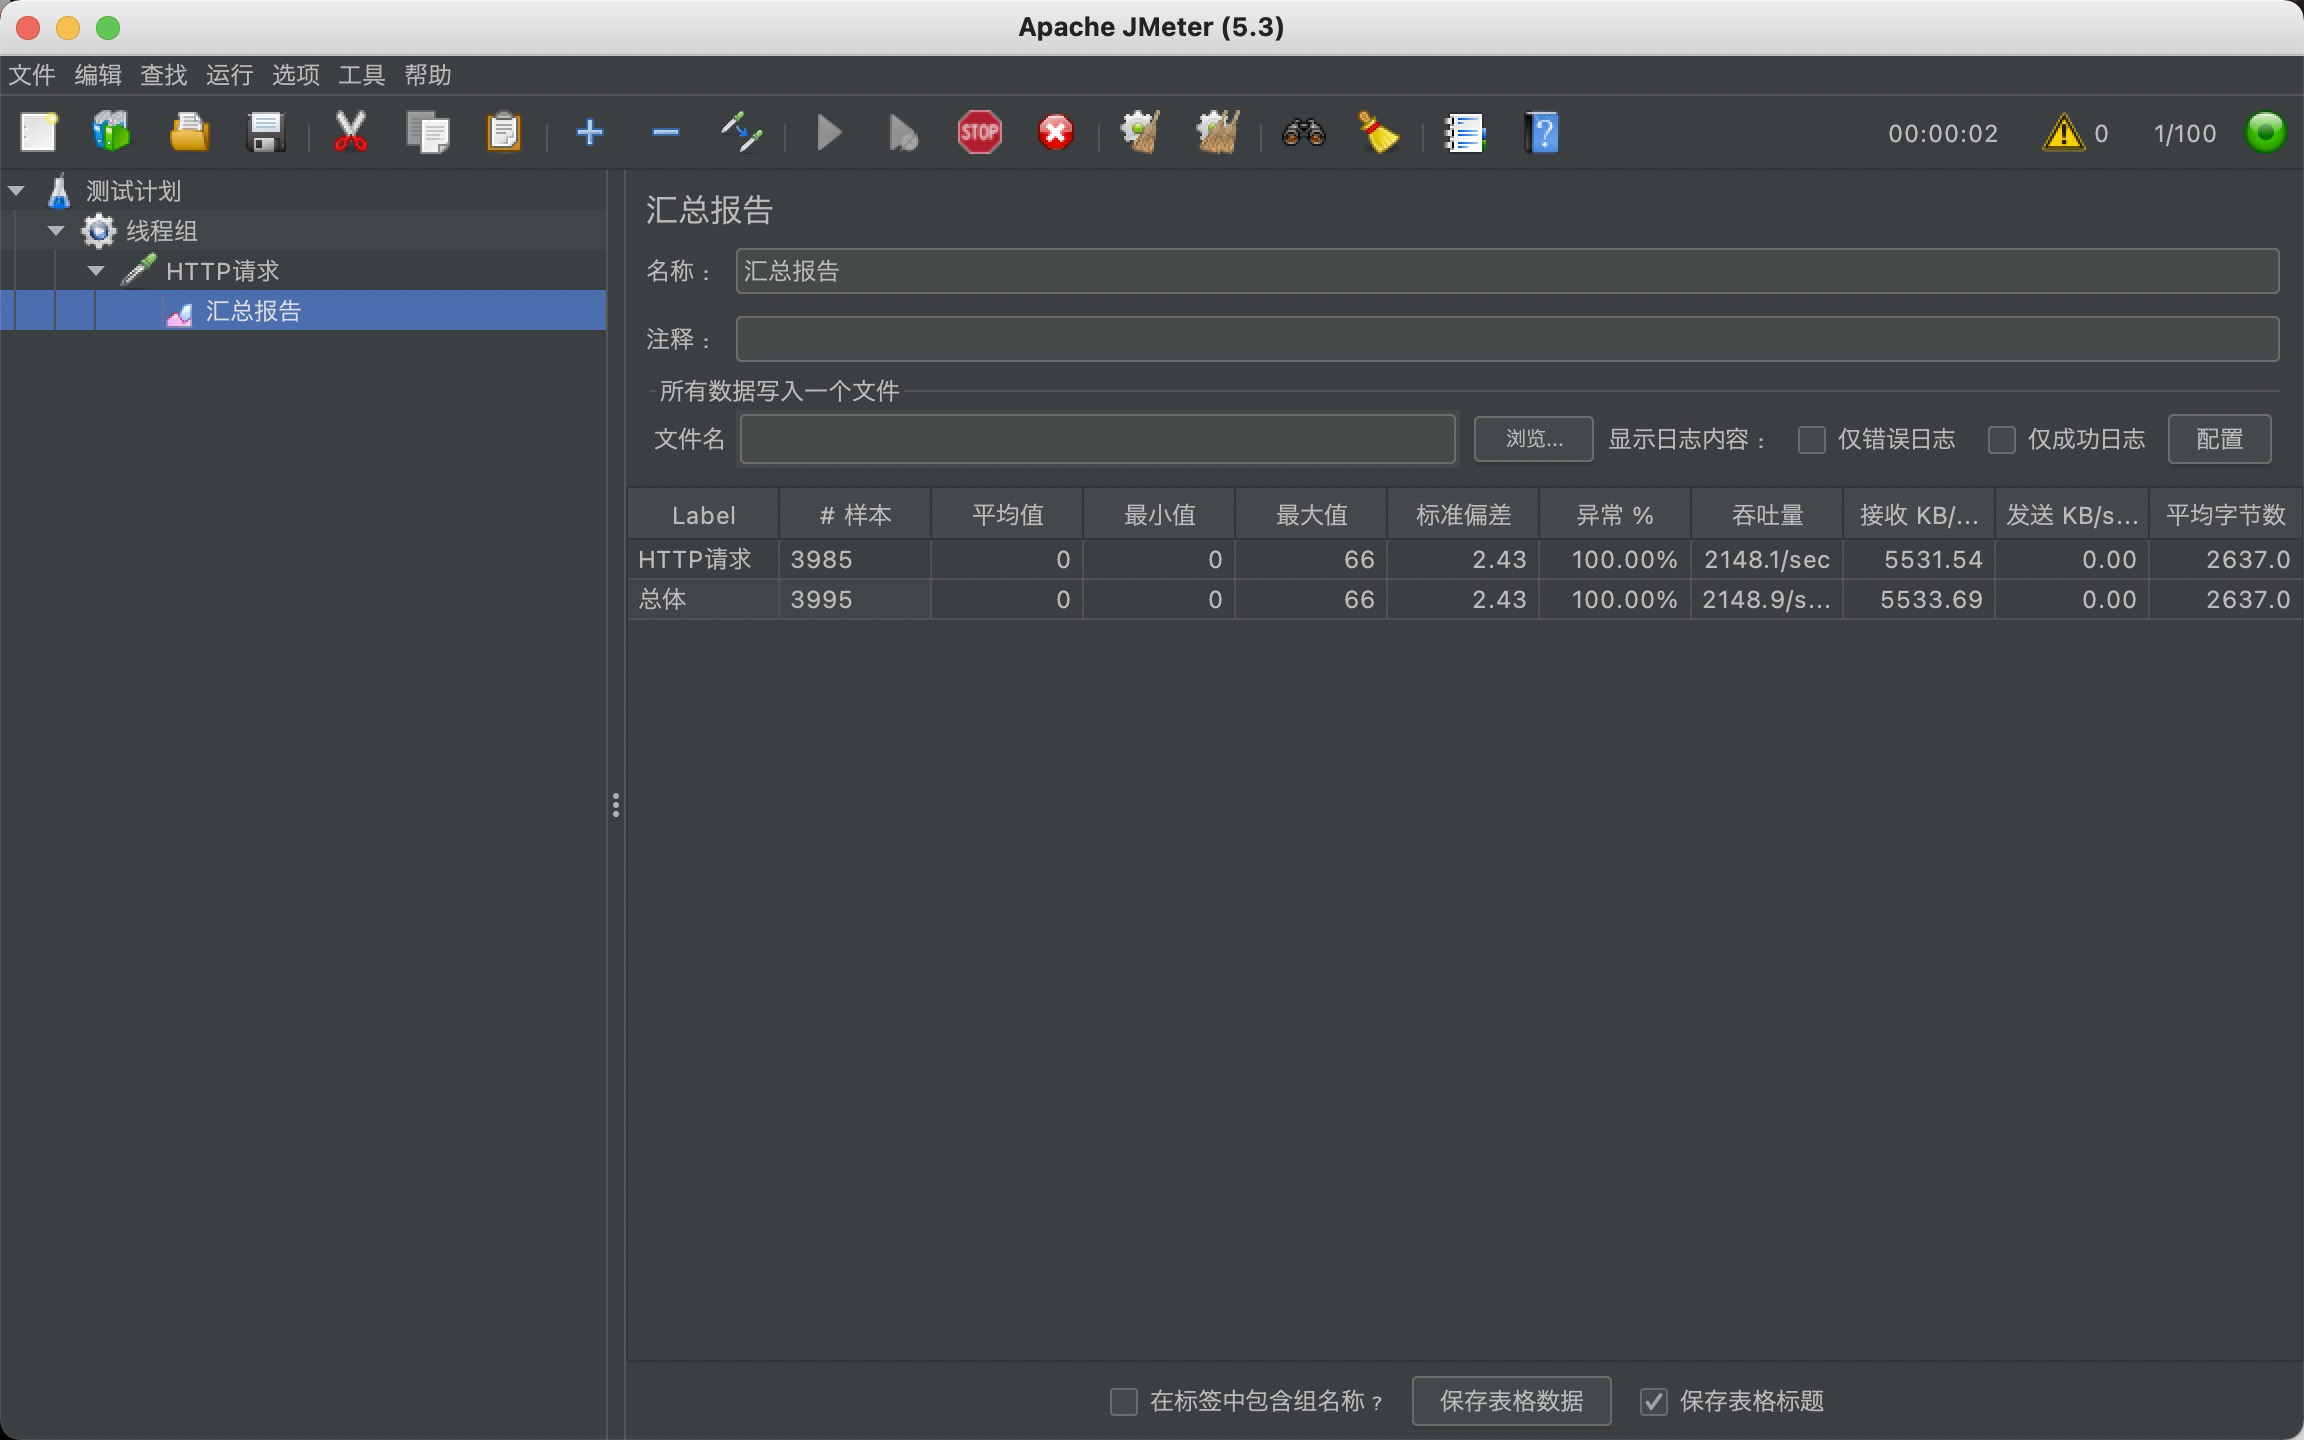 Apache JMeter (5.3)
文件 编辑 查找 运行 选项 工具 帮助
STOP 00:00:02 0 1/100
测试计划
线程组
HTTP请求
汇总报告
汇总报告
名称： 汇总报告
注释：
所有数据写入一个文件
文件名 浏览... 显示日志内容： 仅错误日志 仅成功日志 配置
Label # 样本 平均值 最小值 最大值 标准偏差 异常 % 吞吐量 接收 KB/... 发送 KB/s... 平均字节数
HTTP请求 3985 0 0 66 2.43 100.00% 2148.1/sec 5531.54 0.00 2637.0
总体 3995 0 0 66 2.43 100.00% 2148.9/s... 5533.69 0.00 2637.0
在标签中包含组名称？ 保存表格数据 保存表格标题